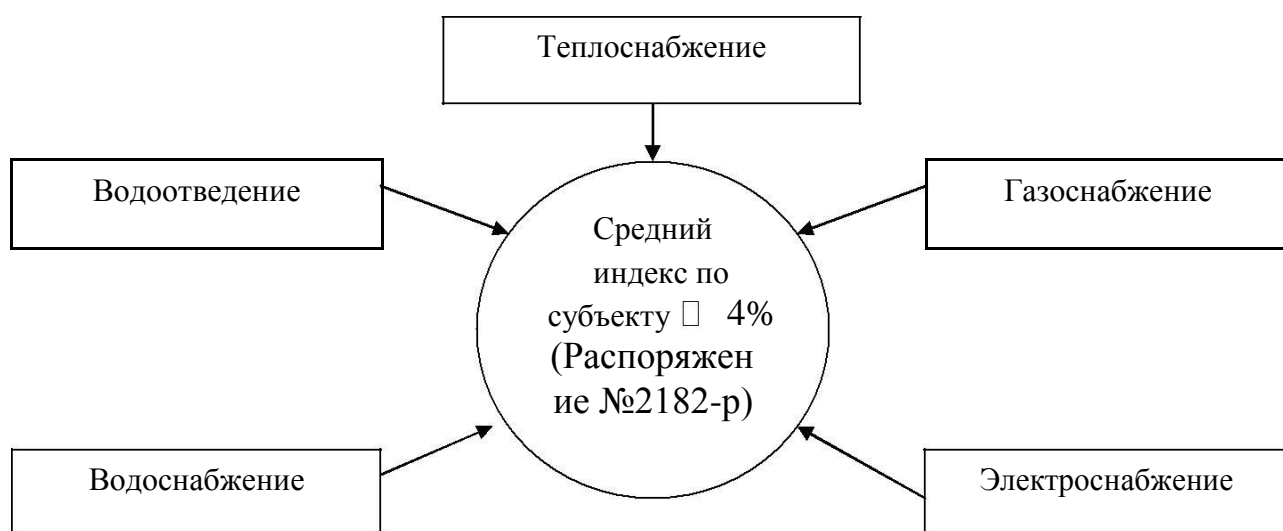 Теплоснабжение
Водоотведение
Газоснабжение
Средний
индекс по
субъекту □ 4%
(Распоряжен
ие №2182-р)
Водоснабжение
Электроснабжение